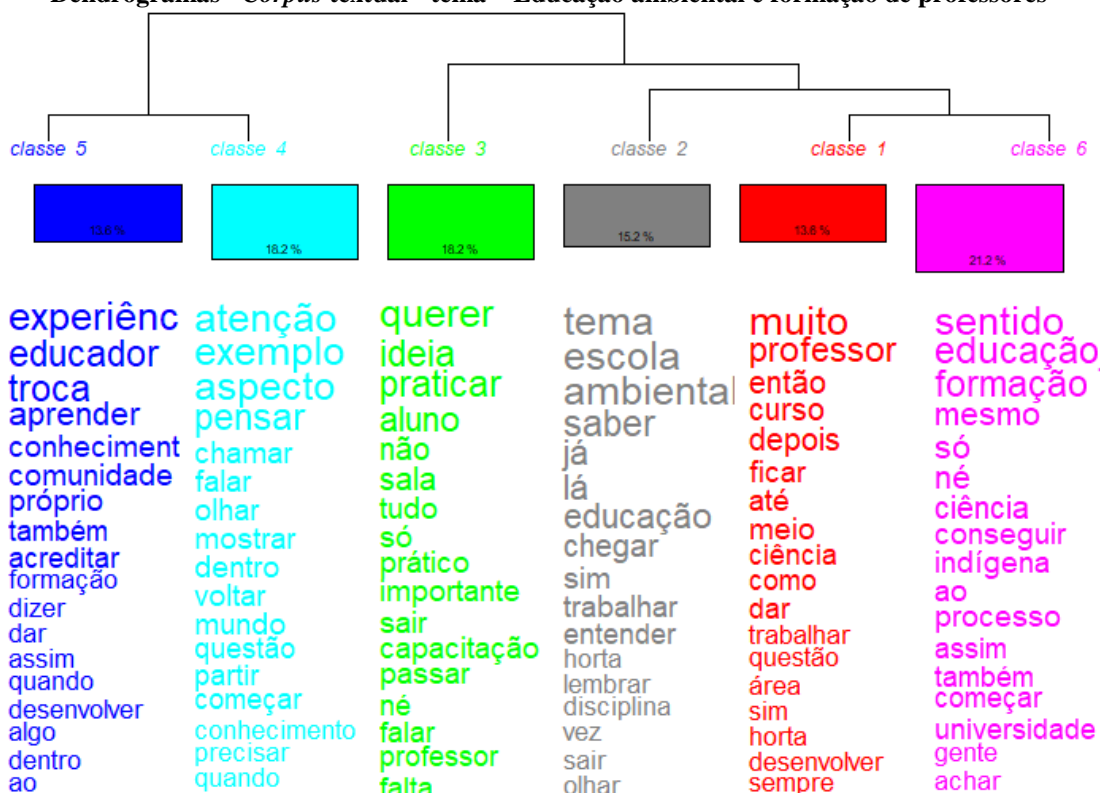 Dendrogramas - Corpus textual - tema – Educação ambiental e formação de professores
classe 5
classe 4
classe 3
classe 2
classe 1
classe 6
13.6 %
18.2 %
18.2 %
15.2 %
13.6 %
21.2 %
experiênc
educador
troca
aprender
conheciment
comunidade
próprio
também
acreditar
formação
dizer
dar
assim
quando
desenvolver
algo
dentro
ao
atenção
exemplo
aspecto
pensar
chamar
falar
olhar
mostrar
dentro
voltar
mundo
questão
partir
começar
conhecimento
precisar
quando
querer
ideia
praticar
aluno
não
sala
tudo
só
prático
importante
sair
capacitação
passar
né
falar
professor
falta
tema
escola
ambiental
saber
já
lá
educação
chegar
sim
trabalhar
entender
horta
lembrar
disciplina
vez
sair
olhar
muito
professor
então
curso
depois
ficar
até
meio
ciência
como
dar
trabalhar
questão
área
sim
horta
desenvolver
sempre
sentido
educação
formação
mesmo
só
né
ciência
conseguir
indígena
ao
processo
assim
também
começar
universidade
gente
achar